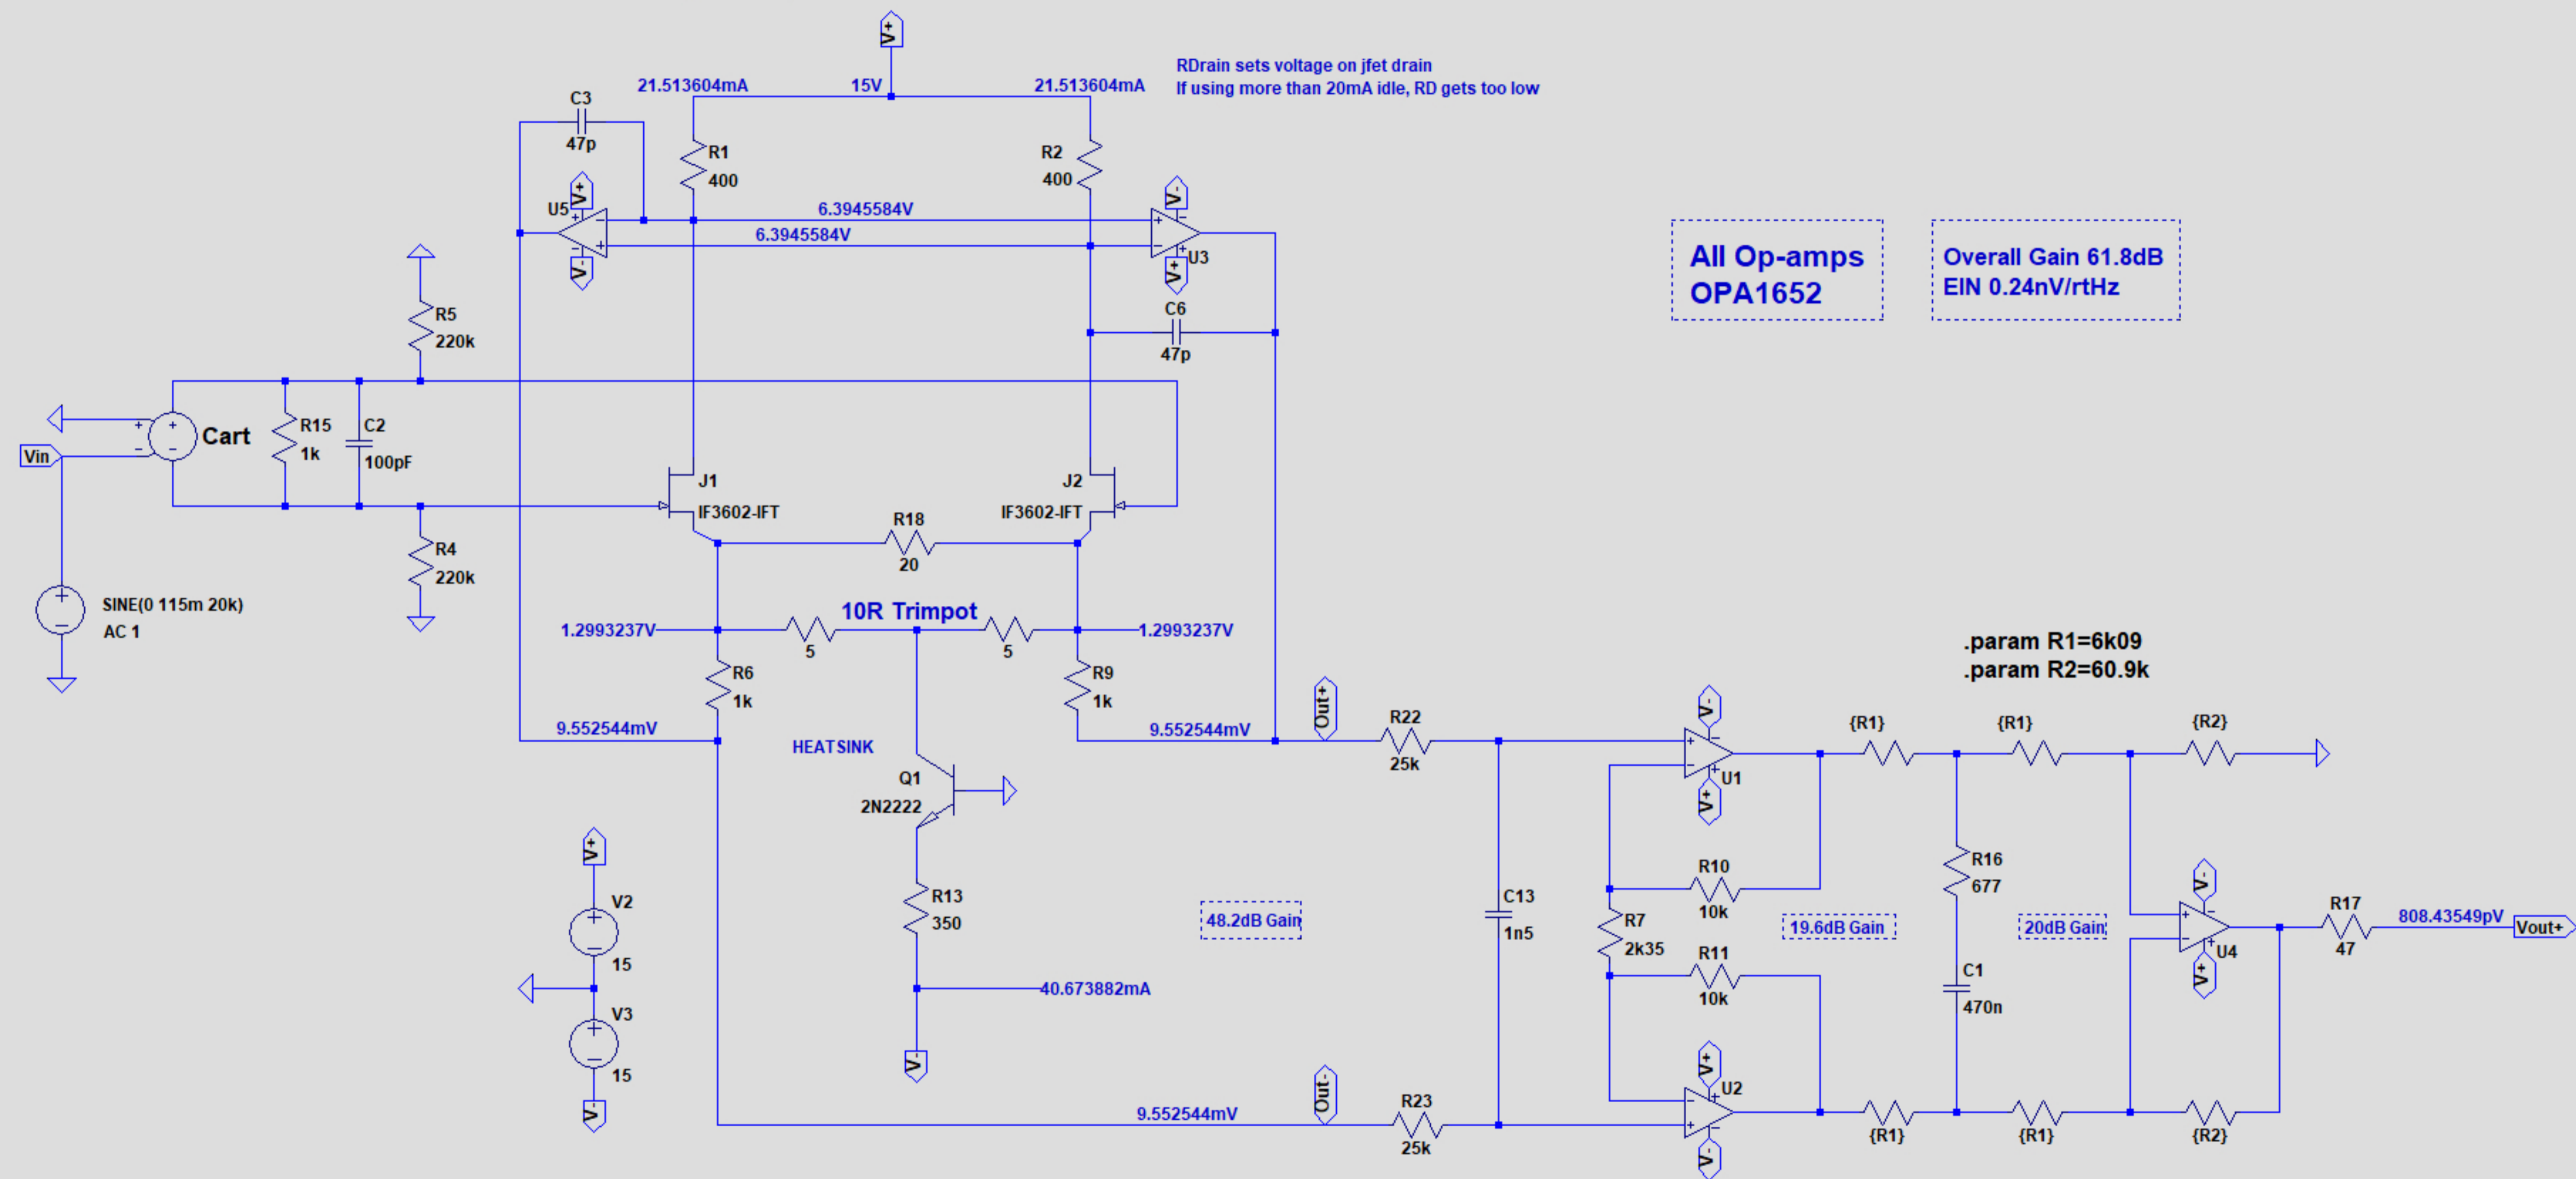 V+
RDrain sets voltage on jfet drain
If using more than 20mA idle, RD gets too low
21.513604mA
15V
21.513604mA
C3
47p
R1
400
R2
400
V+
V-
U5
6.3945584V
6.3945584V
+
-
-
+
+
-
-
+
U3
V-
V+
C6
47p
All Op-amps
OPA1652
Overall Gain 61.8dB
EIN 0.24nV/rtHz
R5
220k
+
-
+
-
Cart
R15
1k
C2
100pF
Vin
J1
IF3602-IFT
J2
IF3602-IFT
R18
20
R4
220k
+
-
SINE(0 115m 20k)
AC 1
10R Trimpot
1.2993237V
5
5
1.2993237V
R6
1k
R9
1k
.param R1=6k09
.param R2=60.9k
9.552544mV
9.552544mV
HEATSINK
Q1
2N2222
Out+
R22
25k
V-
+
-
-
+
U1
V+
{R1}
{R1}
{R2}
V+
V2
+
-
15
R13
350
48.2dB Gain
C13
1n5
R10
10k
R7
2k35
R11
10k
19.6dB Gain
R16
677
20dB Gain
C1
470n
V-
+
-
-
+
U4
V+
R17
47
808.43549pV
Vout+
40.673882mA
V3
+
-
15
V-
V-
9.552544mV
Out-
R23
25k
V+
-
+
+
-
U2
V-
{R1}
{R1}
{R2}